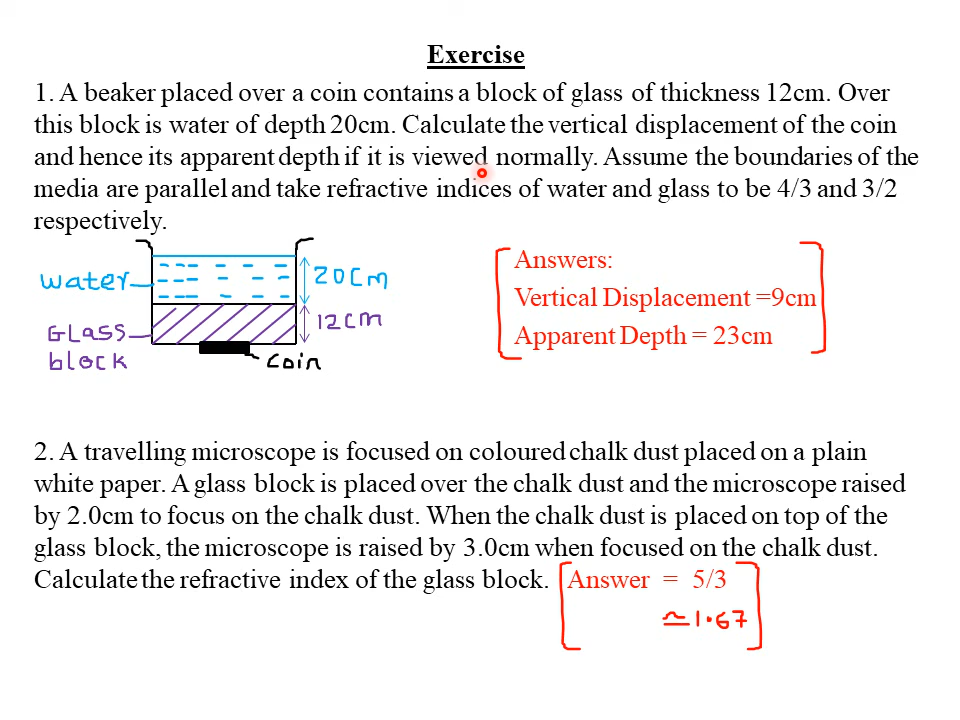 Exercise
1. A beaker placed over a coin contains a block of glass of thickness 12cm. Over
this block is water of depth 20cm. Calculate the vertical displacement of the coin
and hence its apparent depth if it is viewed normally. Assume the boundaries of the
media are parallel and take refractive indices of water and glass to be 4/3 and 3/2
respectively.
Water
20cm
Glass
block
12cm
coin
Answers:
Vertical Displacement =9cm
Apparent Depth = 23cm
2. A travelling microscope is focused on coloured chalk dust placed on a plain
white paper. A glass block is placed over the chalk dust and the microscope raised
by 2.0cm to focus on the chalk dust. When the chalk dust is placed on top of the
glass block, the microscope is raised by 3.0cm when focused on the chalk dust.
Calculate the refractive index of the glass block. Answer = 5/3
≃1.67